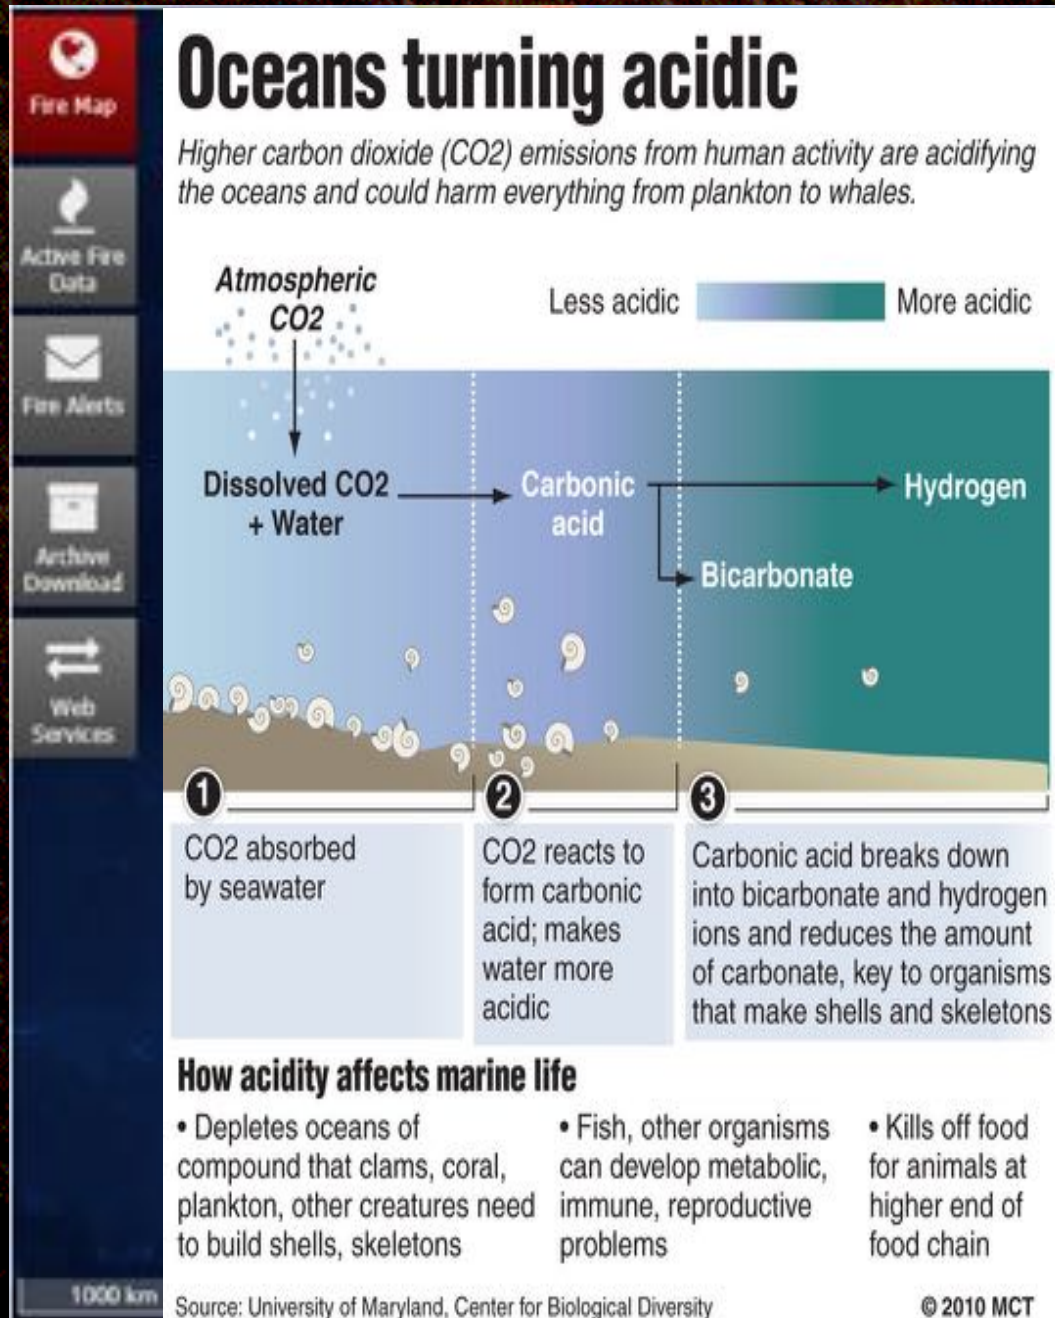 Fire Map
Active Fire
Data
Fire Alerts
Archive
Download
Web
Services
1000 km
Oceans turning acidic
Higher carbon dioxide (CO2) emissions from human activity are acidifying
the oceans and could harm everything from plankton to whales.
Atmospheric
CO2
Less acidic
More acidic
Dissolved CO2
+ Water
Carbonic
acid
Hydrogen
Bicarbonate
1
CO2 absorbed
by seawater
2
CO2 reacts to
form carbonic
acid; makes
water more
acidic
3
Carbonic acid breaks down
into bicarbonate and hydrogen
ions and reduces the amount
of carbonate, key to organisms
that make shells and skeletons
How acidity affects marine life
• Depletes oceans of
compound that clams, coral,
plankton, other creatures need
to build shells, skeletons
• Fish, other organisms
can develop metabolic,
immune, reproductive
problems
• Kills off food
for animals at
higher end of
food chain
Source: University of Maryland, Center for Biological Diversity
© 2010 MCT